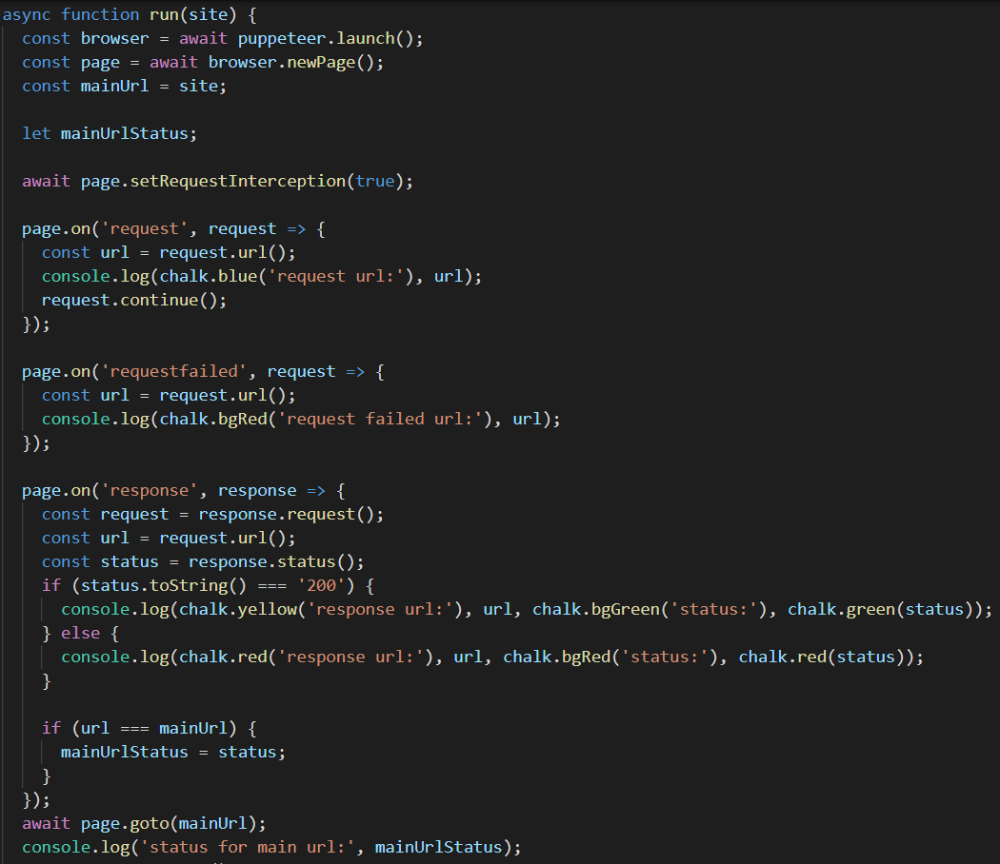 async function run(site) {
  const browser = await puppeteer.launch();
  const page = await browser.newPage();
  const mainUrl = site;

  let mainUrlStatus;

  await page.setRequestInterception(true);

  page.on('request', request => {
    const url = request.url();
    console.log(chalk.blue('request url:'), url);
    request.continue();
  });

  page.on('requestfailed', request => {
    const url = request.url();
    console.log(chalk.bgRed('request failed url:'), url);
  });

  page.on('response', response => {
    const request = response.request();
    const url = request.url();
    const status = response.status();
    if (status.toString() === '200') {
      console.log(chalk.yellow('response url:'), url, chalk.bgGreen('status:'), chalk.green(status));
    } else {
      console.log(chalk.red('response url:'), url, chalk.bgRed('status:'), chalk.red(status));
    }

    if (url === mainUrl) {
      mainUrlStatus = status;
    }
  });
  await page.goto(mainUrl);
  console.log('status for main url:', mainUrlStatus);